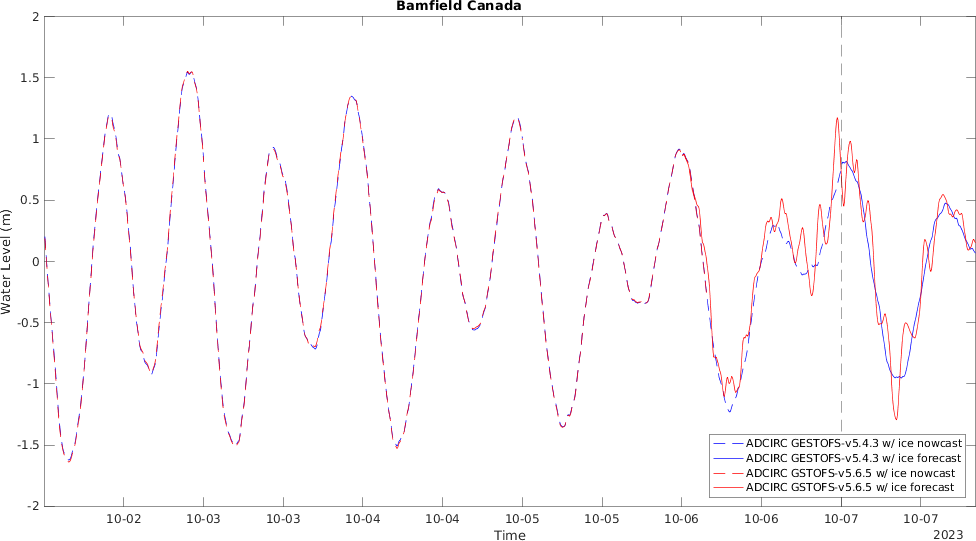 Bamfield Canada
2
1.5
1
0.5
0
-0.5
-1
-1.5
-2
Water Level (m)
ADCIRC GESTOFS-v5.4.3 w/ ice nowcast
ADCIRC GESTOFS-v5.4.3 w/ ice forecast
ADCIRC GSTOFS-v5.6.5 w/ ice nowcast
ADCIRC GSTOFS-v5.6.5 w/ ice forecast
10-02 10-03 10-03 10-04 10-04 10-05 10-05 10-06 10-06 10-07 10-07
Time
2023